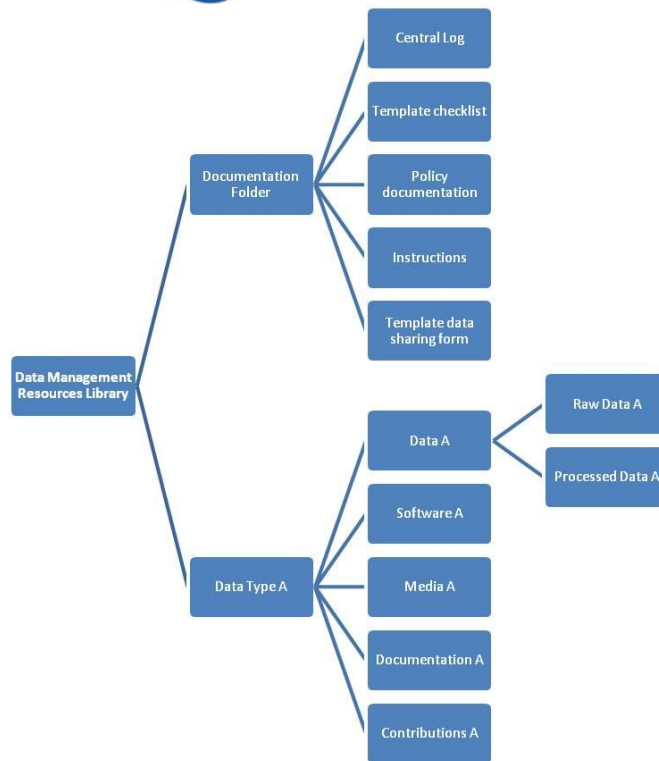 Central Log
Template checklist
Documentation
Folder
Policy
documentation
Instructions
Template data
sharing form
Data Management
Resources Library
Data A
Raw Data A
Processed Data A
Software A
Data Type A
Media A
Documentation A
Contributions A